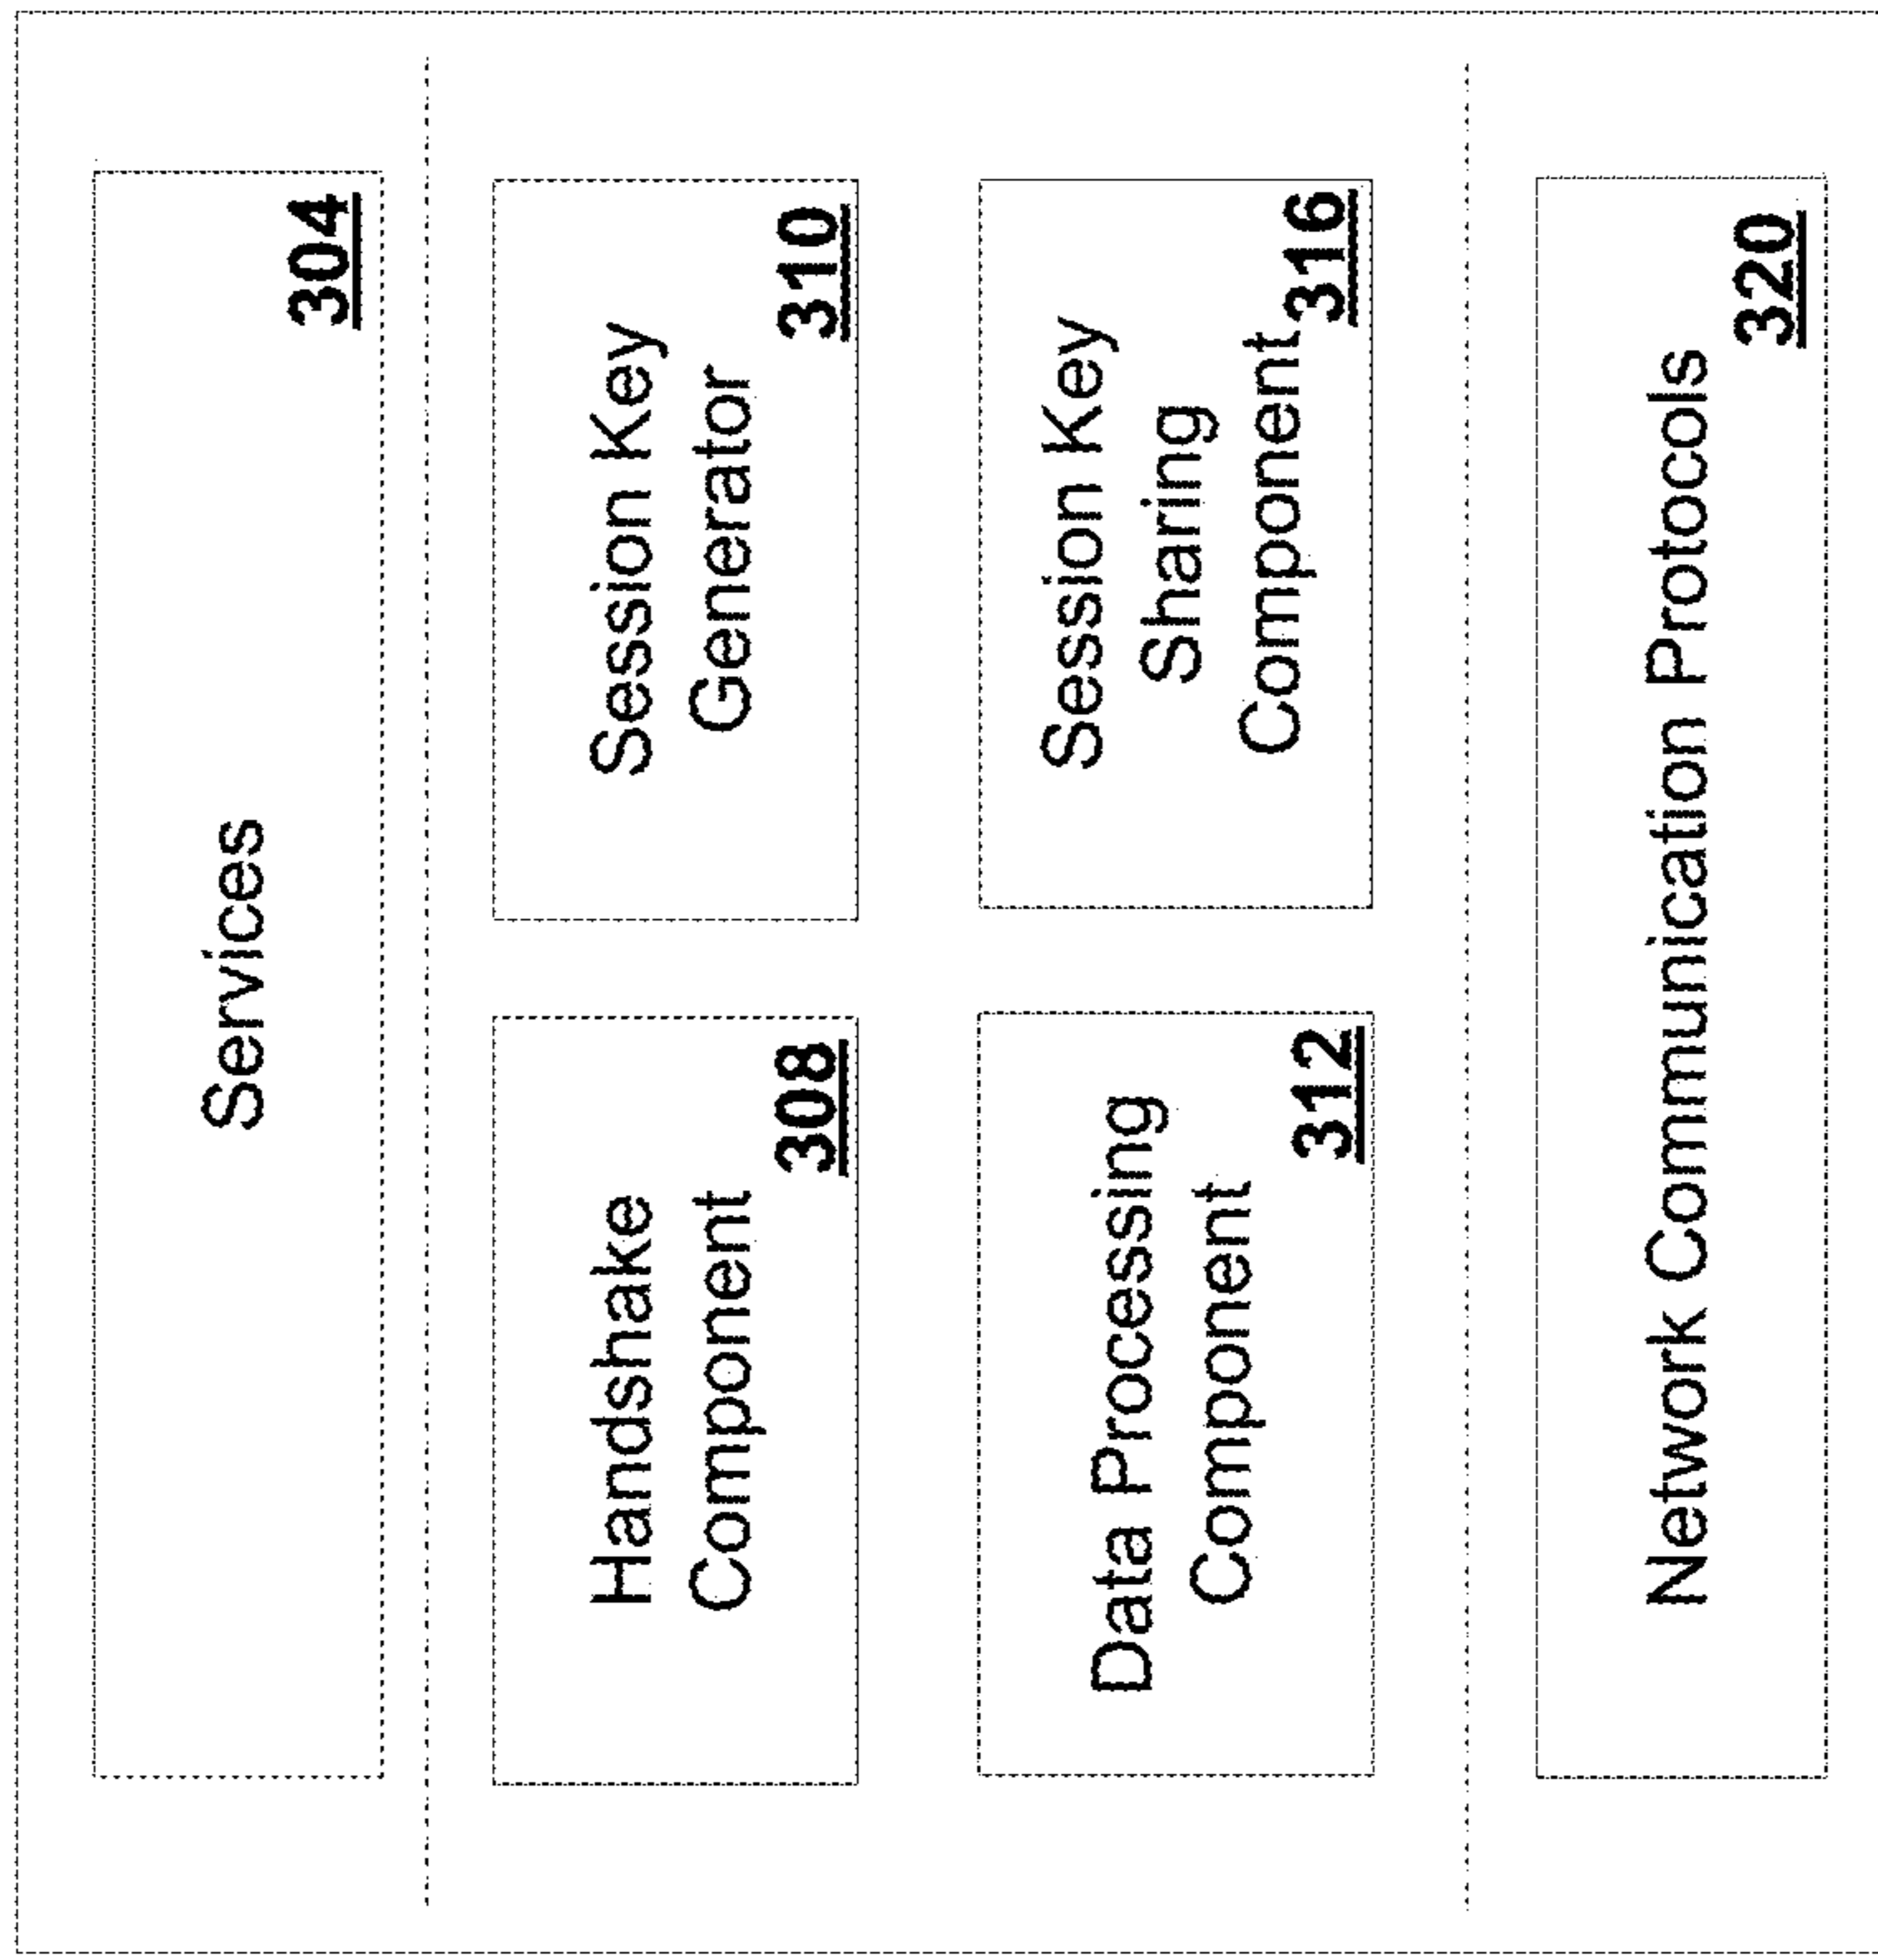 Services
304
Handshake
Component
308
Session Key
Generator
310
Data Processing
Component
312
Session Key
Sharing
Component
316
Network Communication Protocols
320